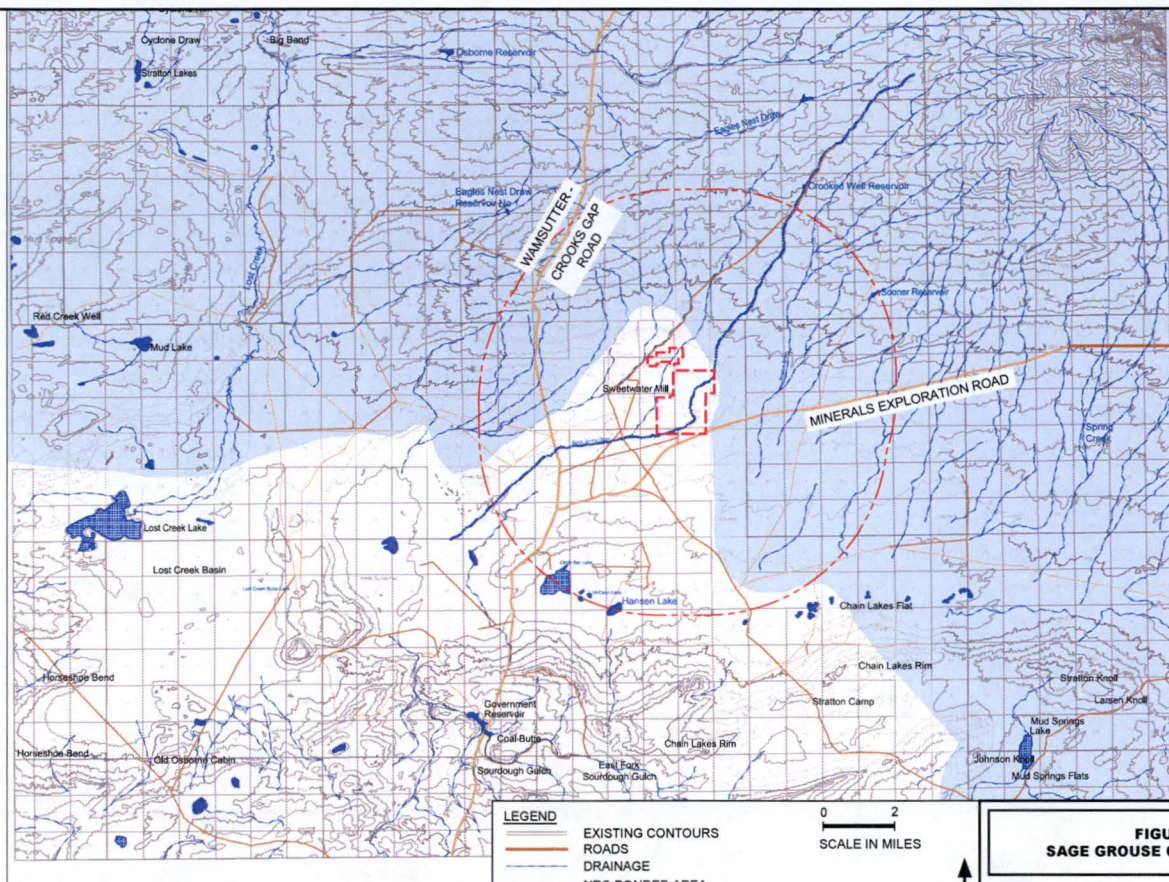 Cyclone Draw
Big Bend
Osborne Reservoir
Stratton Lakes
Eagles Nest Draw
Crooked Well Reservoir
Eagles Nest Draw
Reservoir No 1
WAMSUTTER -
CROOKS GAP
ROAD
Mud Springs
Lost Creek
Sooner Reservoir
Red Creek Well
Mud Lake
Sweetwater Mill
MINERALS EXPLORATION ROAD
Spring
Creek
Lost Creek Lake
Lost Creek Basin
Hansen Lake
Chain Lakes Flat
Chain Lakes Rim
Horseshoe Bend
Stratton Knoll
Larsen Knoll
Stratton Camp
Government
Reservoir
Mud Springs
Lake
Coal Butte
Chain Lakes Rim
Horseshoe Bend
Old Osborne Cabin
Sourdough Gulch
East Fork
Sourdough Gulch
Johnson Knoll
Mud Springs Flats
LEGEND
EXISTING CONTOURS
ROADS
DRAINAGE
0 2
SCALE IN MILES
FIGU
SAGE GROUSE